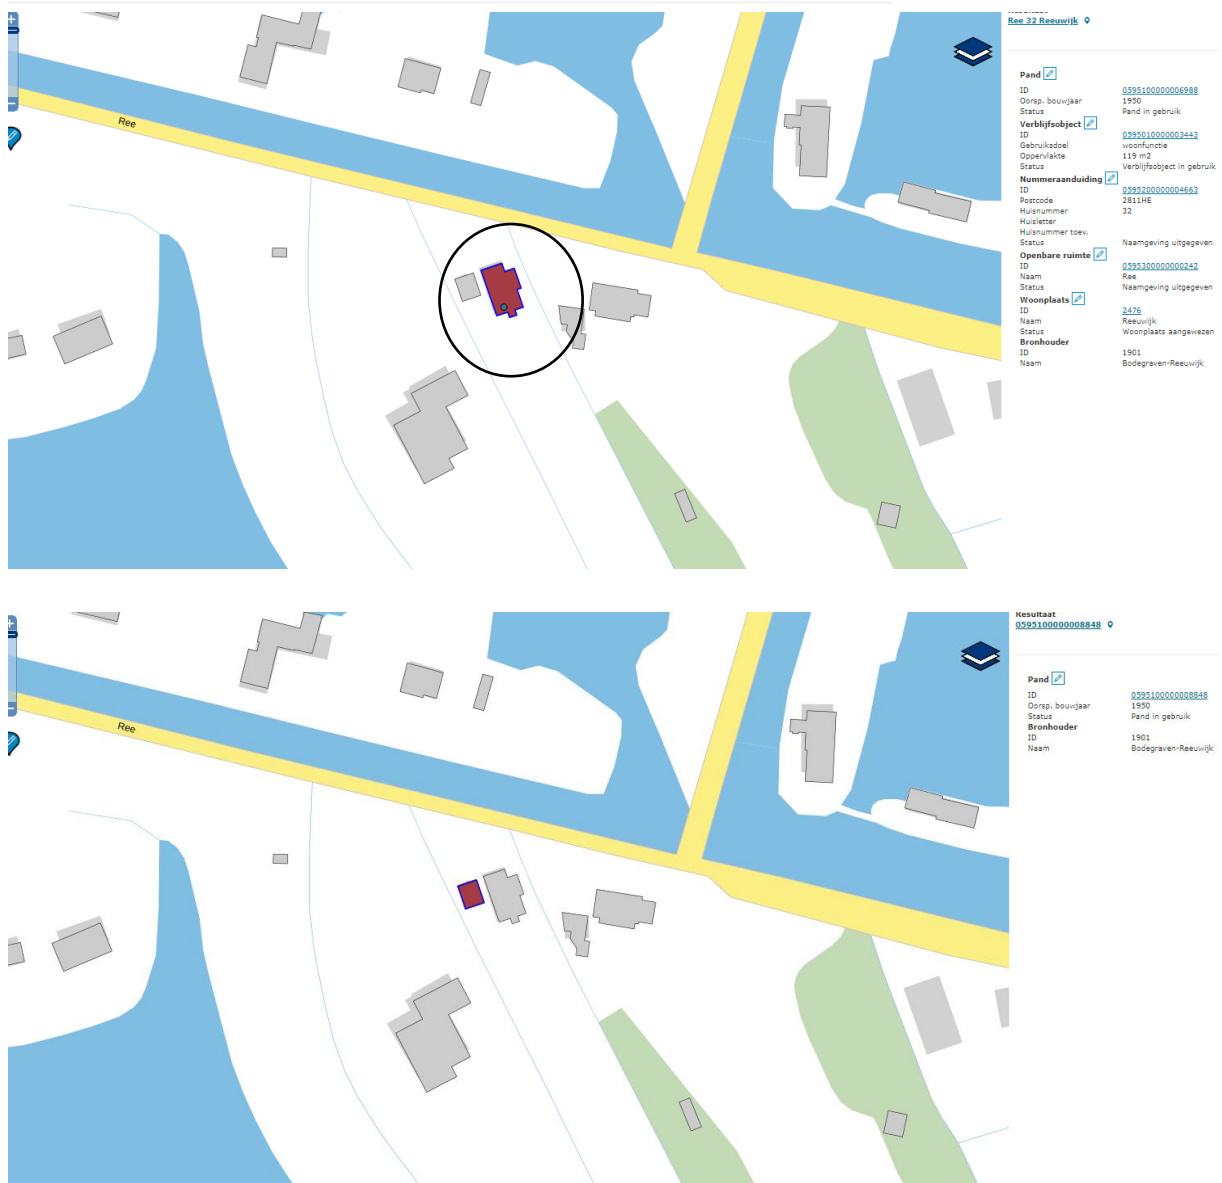 Resultaat
Ree 32 Reeuwijk
Pand
ID 0595100000006988
Oorsp. bouwjaar 1930
Status Pand in gebruik
Verblijfsobject
ID 0595010000003443
Gebruiksdoel woonfunctie
Oppervlakte 119 m2
Status Verblijfsobject in gebruik
Nummeraanduiding
ID 0595200000004663
Postcode 2811HE
Huisnummer 32
Huisletter
Huisnummer toev.
Status Naamgeving uitgegeven
Openbare ruimte
ID 0595300000000242
Naam Ree
Status Naamgeving uitgegeven
Woonplaats
ID 2476
Naam Reeuwijk
Status Woonplaats aangewezen
Bronhouder
ID 1901
Naam Bodegraven-Reeuwijk
Ree
Resultaat
0595100000008848
Pand
ID 0595100000008848
Oorsp. bouwjaar 1950
Status Pand in gebruik
Bronhouder
ID 1901
Naam Bodegraven-Reeuwijk
Ree